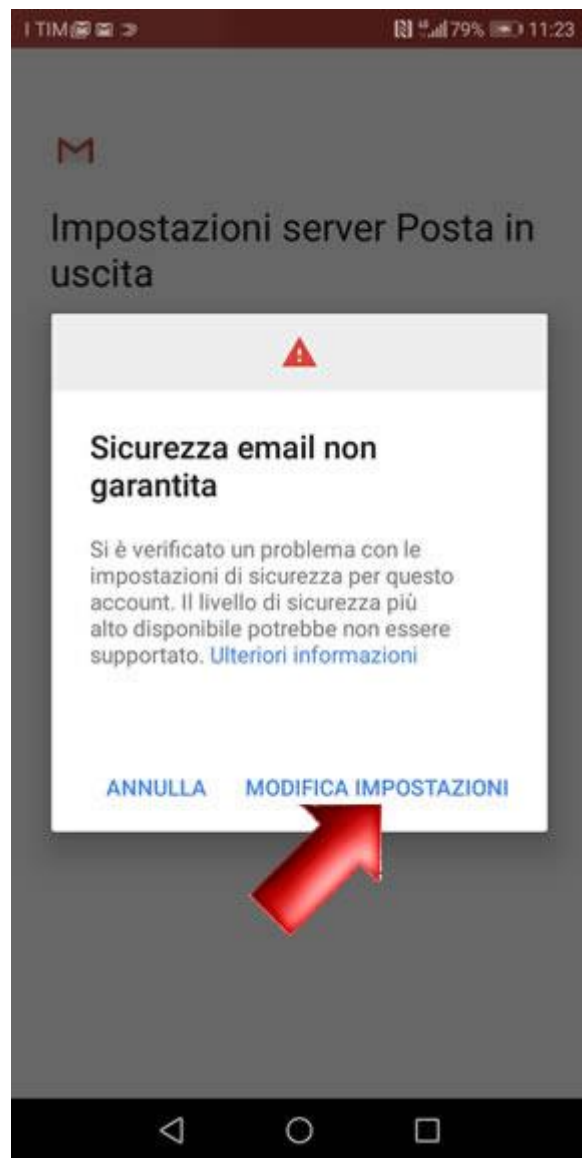 I TIM 79% 11:23
Impostazioni server Posta in
uscita
Sicurezza email non
garantita
Si è verificato un problema con le
impostazioni di sicurezza per questo
account. Il livello di sicurezza più
alto disponibile potrebbe non essere
supportato. Ulteriori informazioni
ANNULLA MODIFICA IMPOSTAZIONI